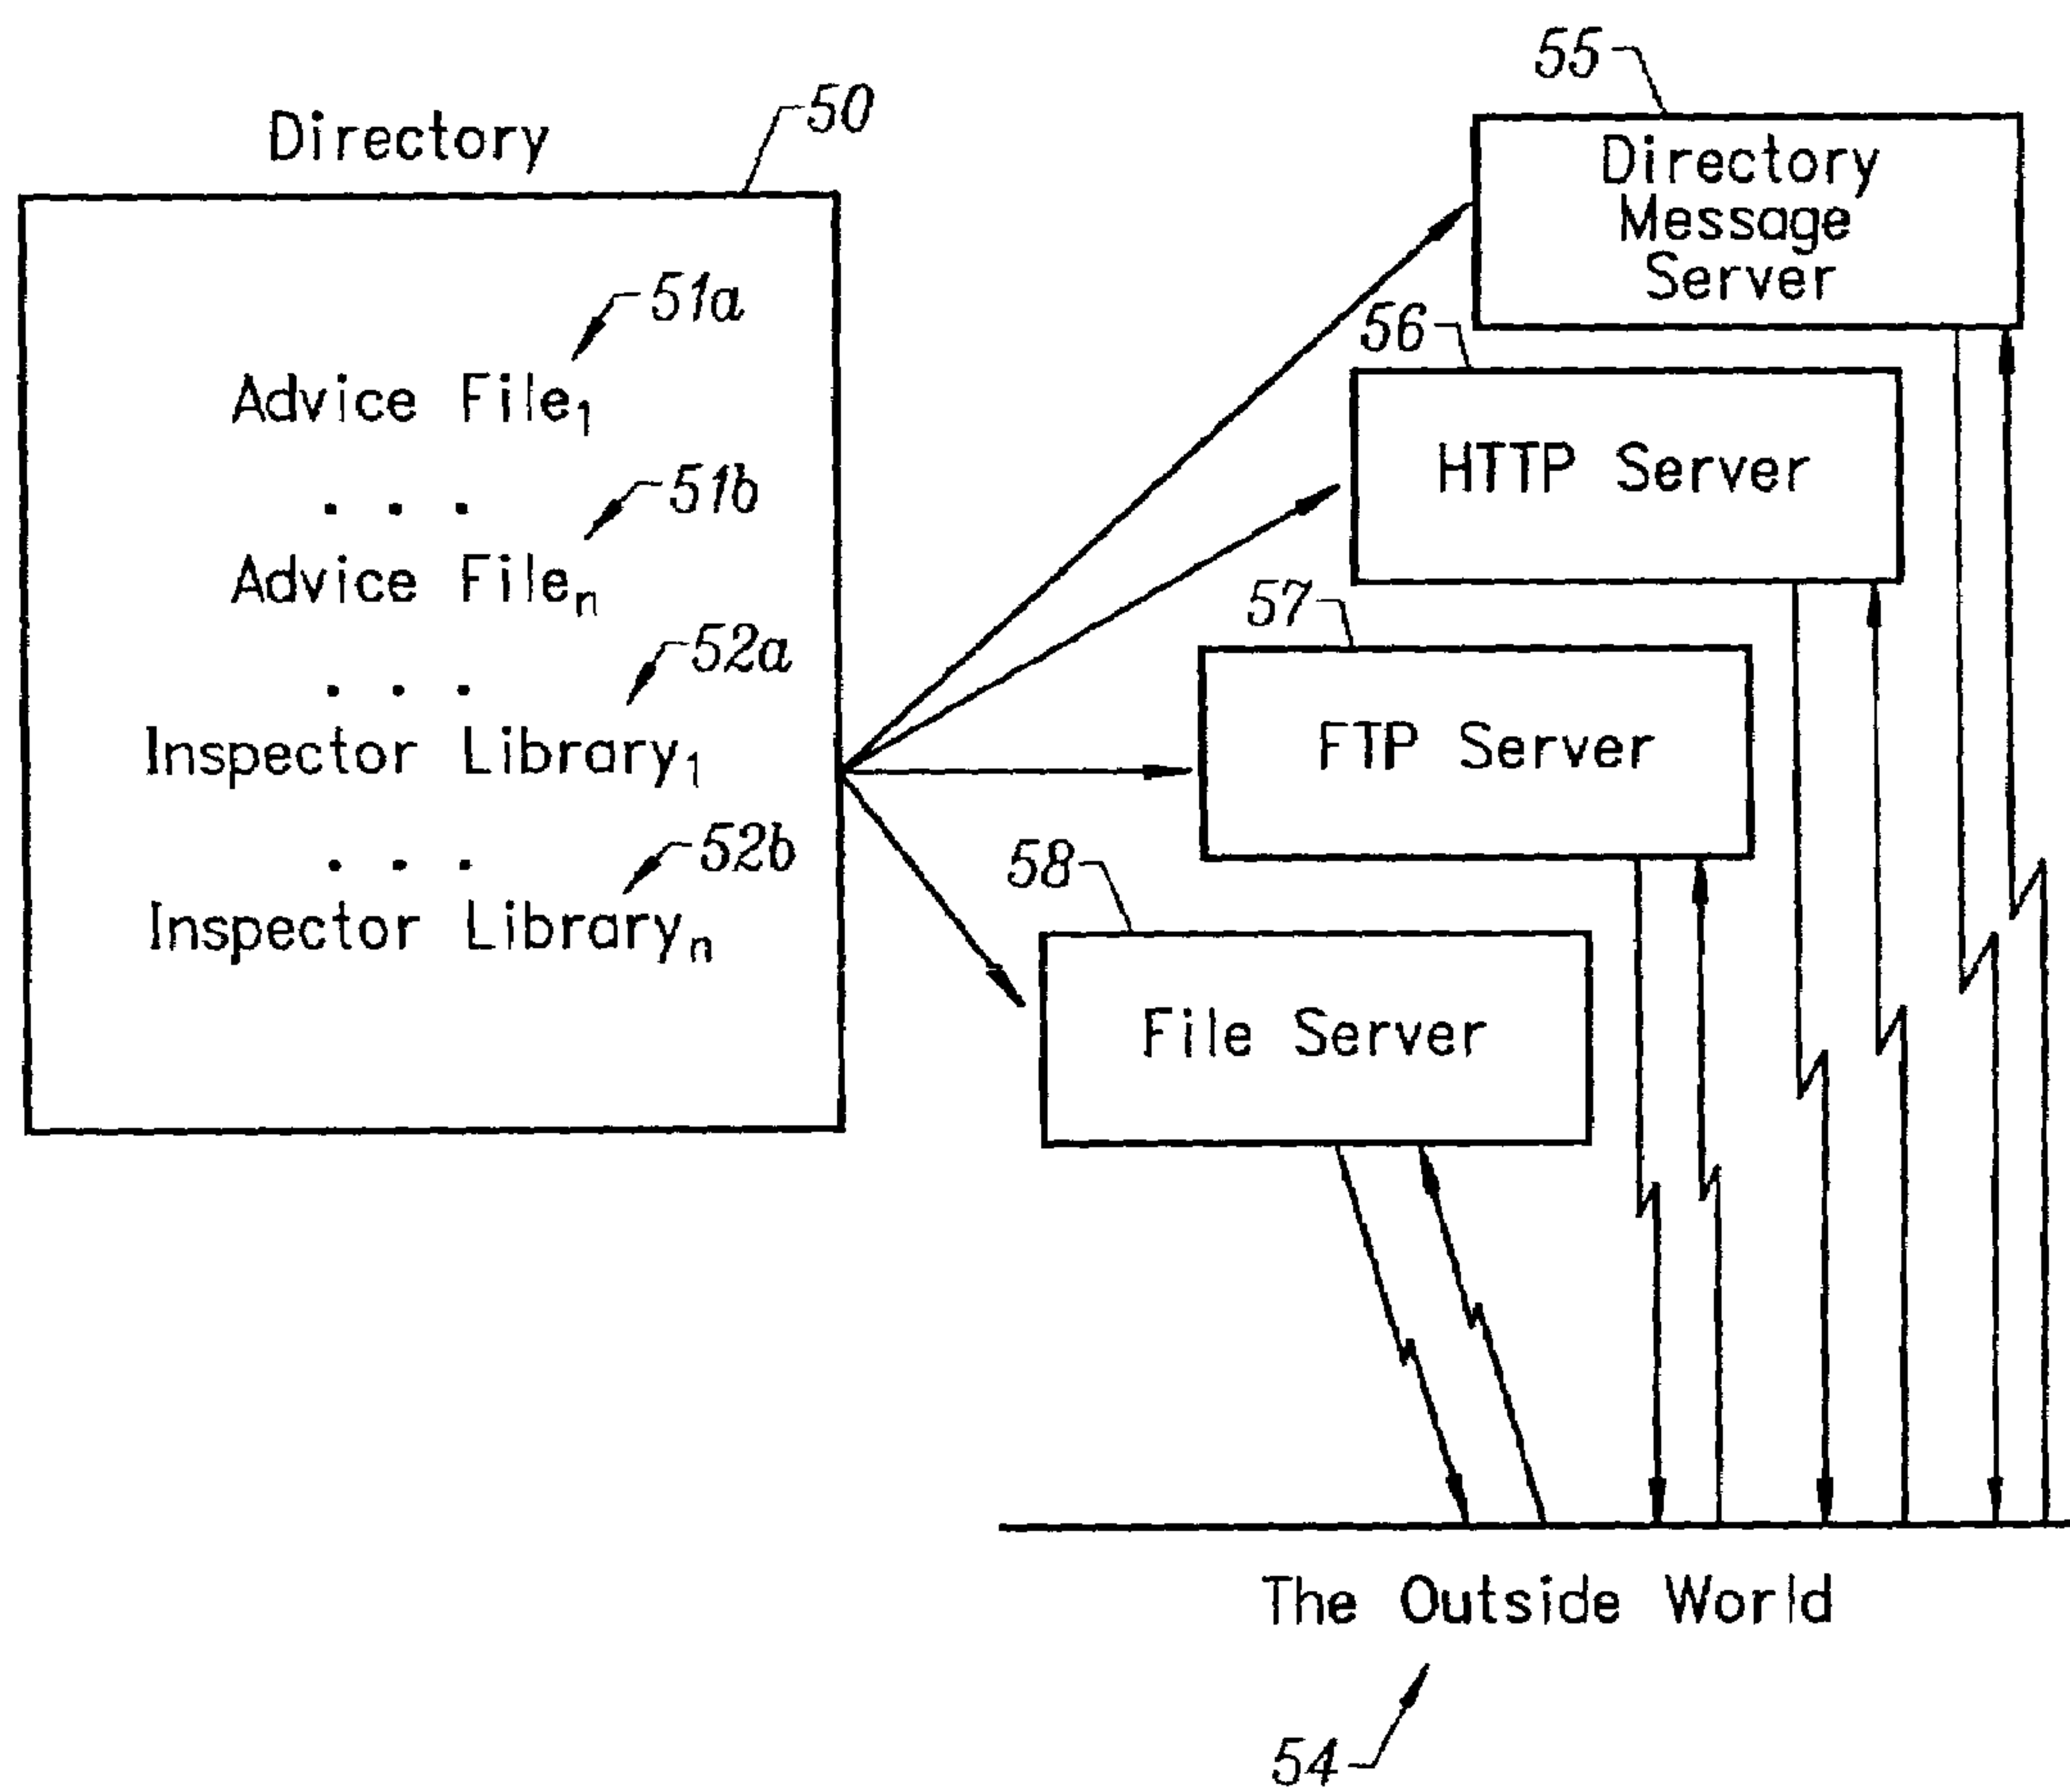 Directory
50
51a
Advice File1
. . .
51b
Advice Filen
. . .
52a
Inspector Library1
. . .
52b
Inspector Libraryn
55
Directory
Message
Server
56
HTTP Server
57
FTP Server
58
File Server
The Outside World
54